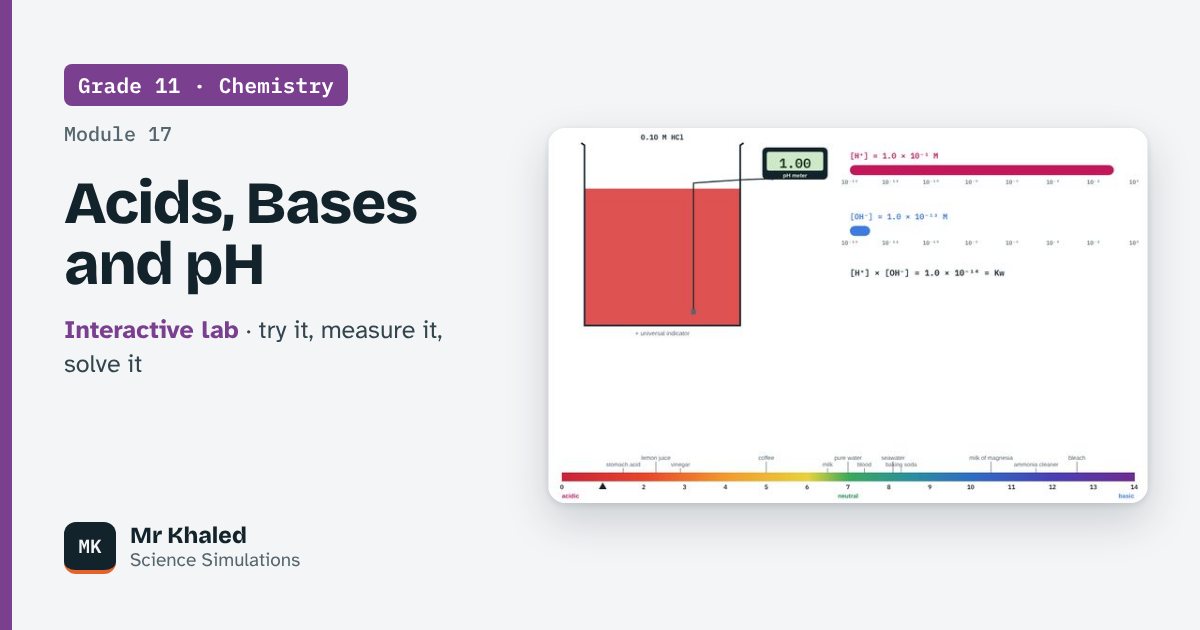 Grade 11 · Chemistry
Module 17
Acids, Bases
and pH
Interactive lab · try it, measure it,
solve it
MK
Mr Khaled
Science Simulations
0.10 M HCl
1.00
pH meter
+ universal indicator
[H⁺] = 1.0 × 10⁻¹ M
[OH⁻] = 1.0 × 10⁻¹³ M
[H⁺] × [OH⁻] = 1.0 × 10⁻¹⁴ = Kw
lemon juice coffee pure water seawater milk of magnesia bleach
stomach acid vinegar milk blood baking soda ammonia cleaner
0 2 3 4 5 6 7 8 9 10 11 12 13 14
acidic neutral basic